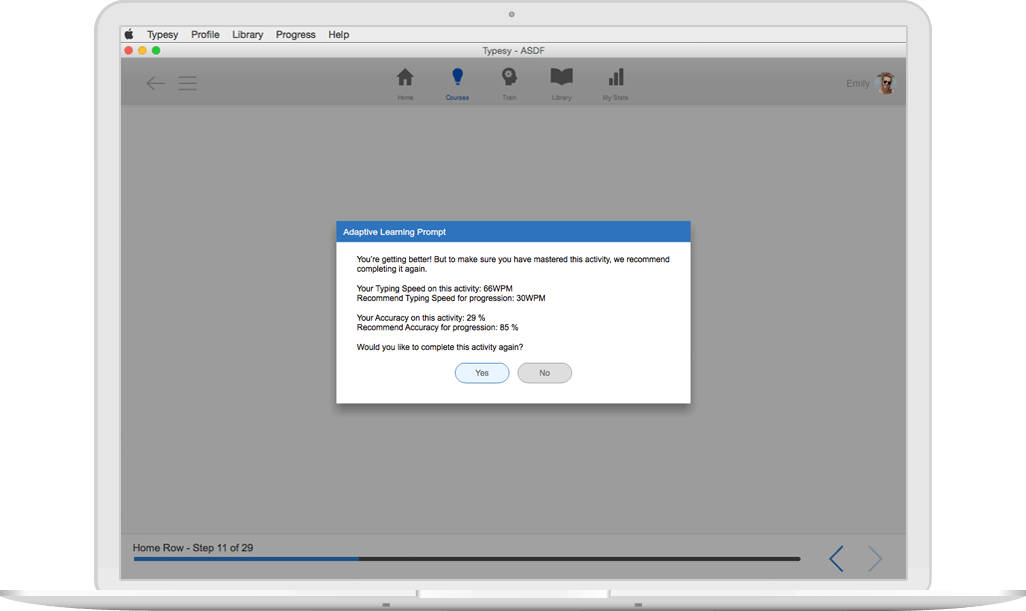 Typesy Profile Library Progress Help
Typesy - ASDF
Home Courses Train Library My Stats
Emily
Adaptive Learning Prompt
You're getting better! But to make sure you have mastered this activity, we recommend
completing it again.
Your Typing Speed on this activity: 66WPM
Recommend Typing Speed for progression: 30WPM
Your Accuracy on this activity: 29 %
Recommend Accuracy for progression: 85 %
Would you like to complete this activity again?
Yes No
Home Row - Step 11 of 29